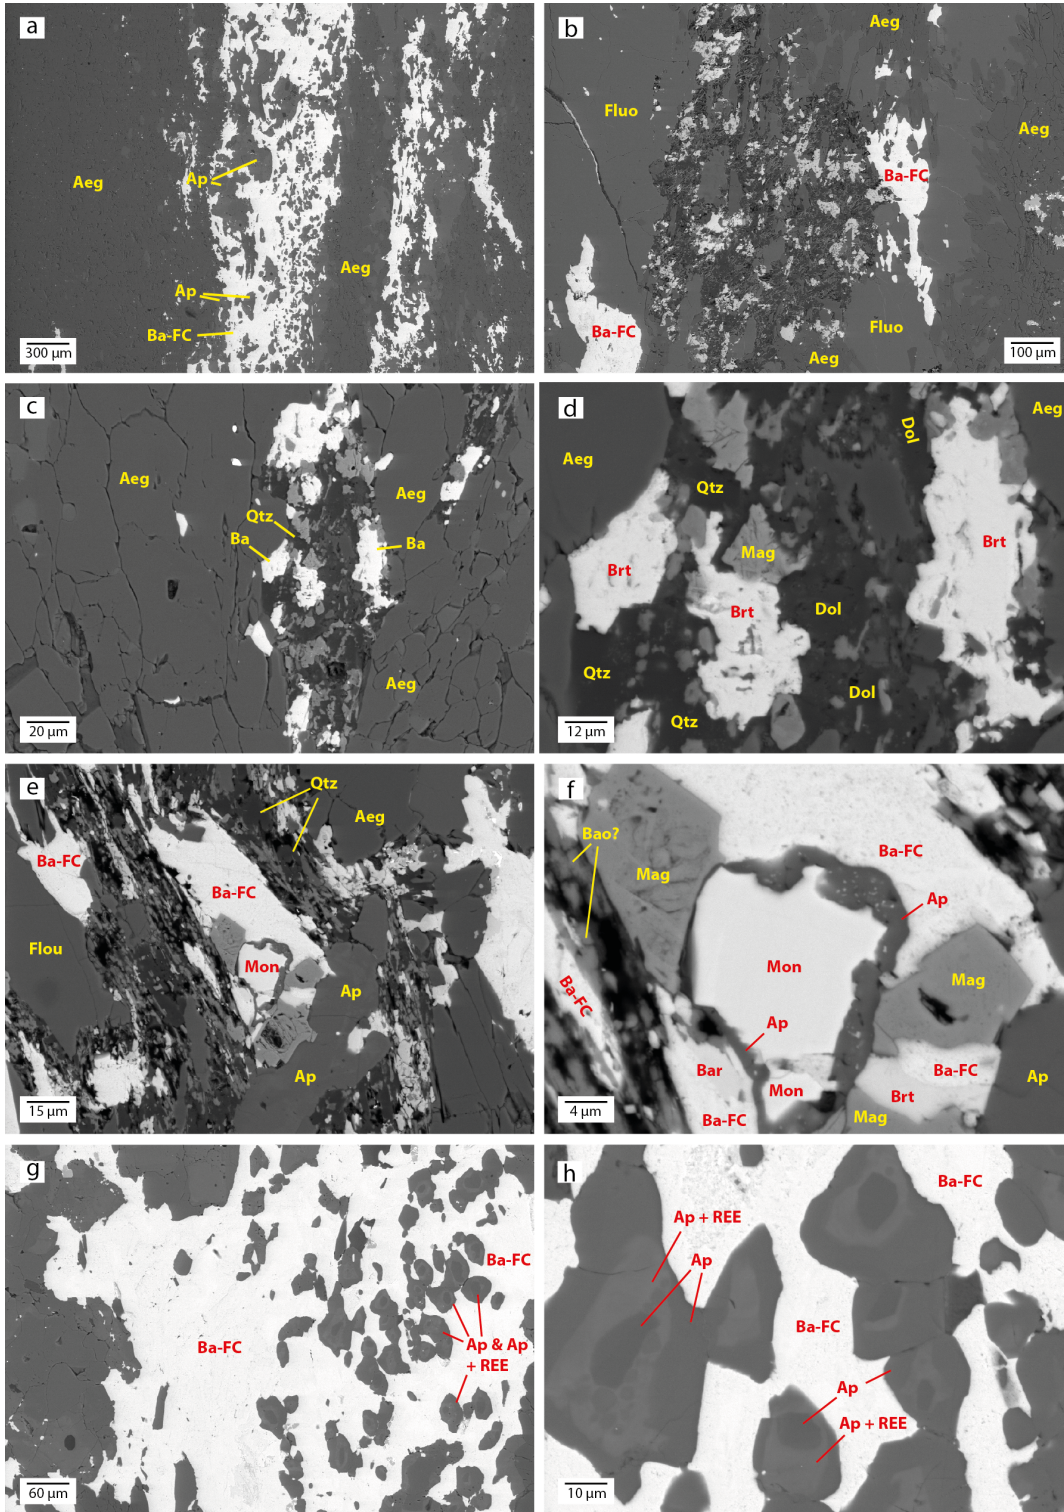 a
Ap
Aeg
Aeg
Ap
Ba-FC
300 µm
b
Aeg
Fluo
Aeg
Ba-FC
Ba-FC
Fluo
Aeg
100 µm
c
Aeg
Aeg
Qtz
Ba
Ba
Aeg
20 µm
d
Aeg
Dol
Aeg
Qtz
Mag
Brt
Brt
Brt
Dol
Qtz
Dol
Qtz
12 µm
e
Qtz
Aeg
Ba-FC
Ba-FC
Flou
Mon
Ap
Ap
15 µm
f
Bao?
Mag
Ba-FC
Ap
Mon
Mag
Ba-FC
Ap
Bar
Ba-FC
Ap
Mon
Brt
Ba-FC
Mag
4 µm
g
Ba-FC
Ba-FC
Ap & Ap
+ REE
60 µm
h
Ba-FC
Ap + REE
Ap
Ba-FC
Ap
Ap + REE
10 µm